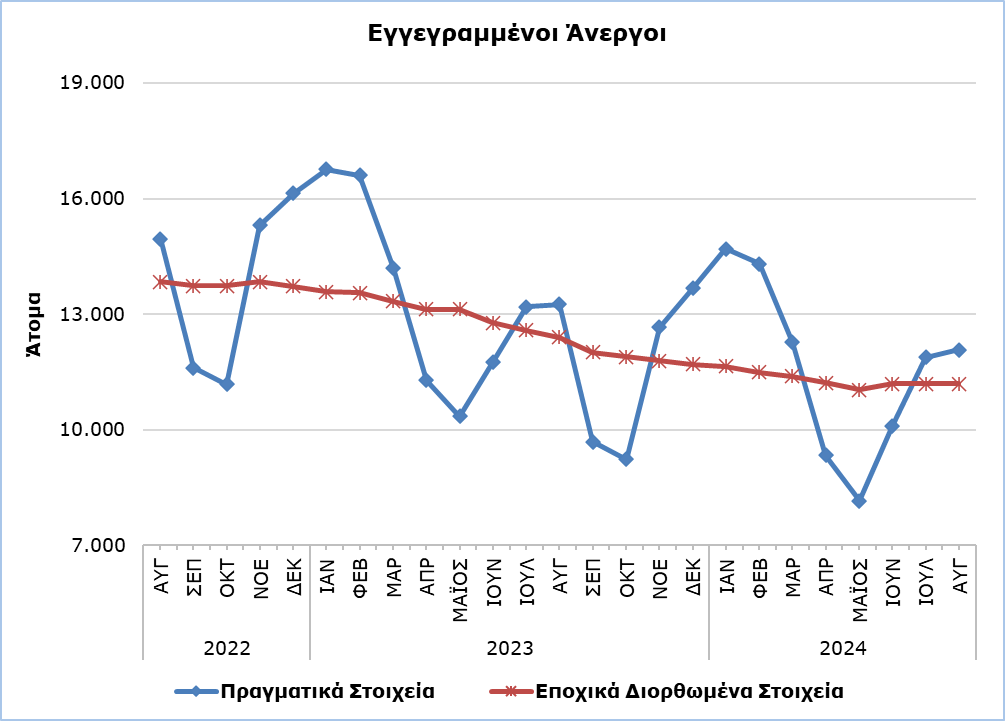 Εγγεγραμμένοι Άνεργοι
19.000
16.000
13.000
10.000
7.000
Άτομα
ΑΥΓ
ΣΕΠ
ΟΚΤ
ΝΟΕ
ΔΕΚ
ΙΑΝ
ΦΕΒ
ΜΑΡ
ΑΠΡ
ΜΑΪΟΣ
ΙΟΥΝ
ΙΟΥΛ
ΑΥΓ
ΣΕΠ
ΟΚΤ
ΝΟΕ
ΔΕΚ
ΙΑΝ
ΦΕΒ
ΜΑΡ
ΑΠΡ
ΜΑΪΟΣ
ΙΟΥΝ
ΙΟΥΛ
ΑΥΓ
2022 2023 2024
Πραγματικά Στοιχεία Εποχικά Διορθωμένα Στοιχεία